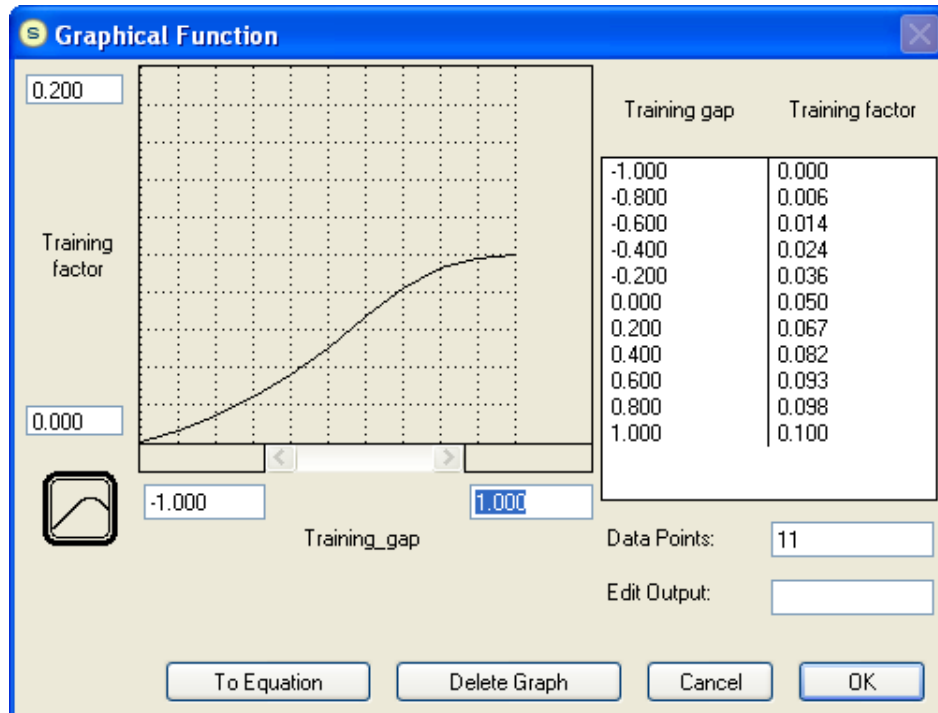 S Graphical Function
0.200
Training
factor
0.000
-1.000
1.000
Training_gap
Training gap Training factor
-1.000 0.000
-0.800 0.006
-0.600 0.014
-0.400 0.024
-0.200 0.036
0.000 0.050
0.200 0.067
0.400 0.082
0.600 0.093
0.800 0.098
1.000 0.100
Data Points: 11
Edit Output:
To Equation Delete Graph Cancel OK